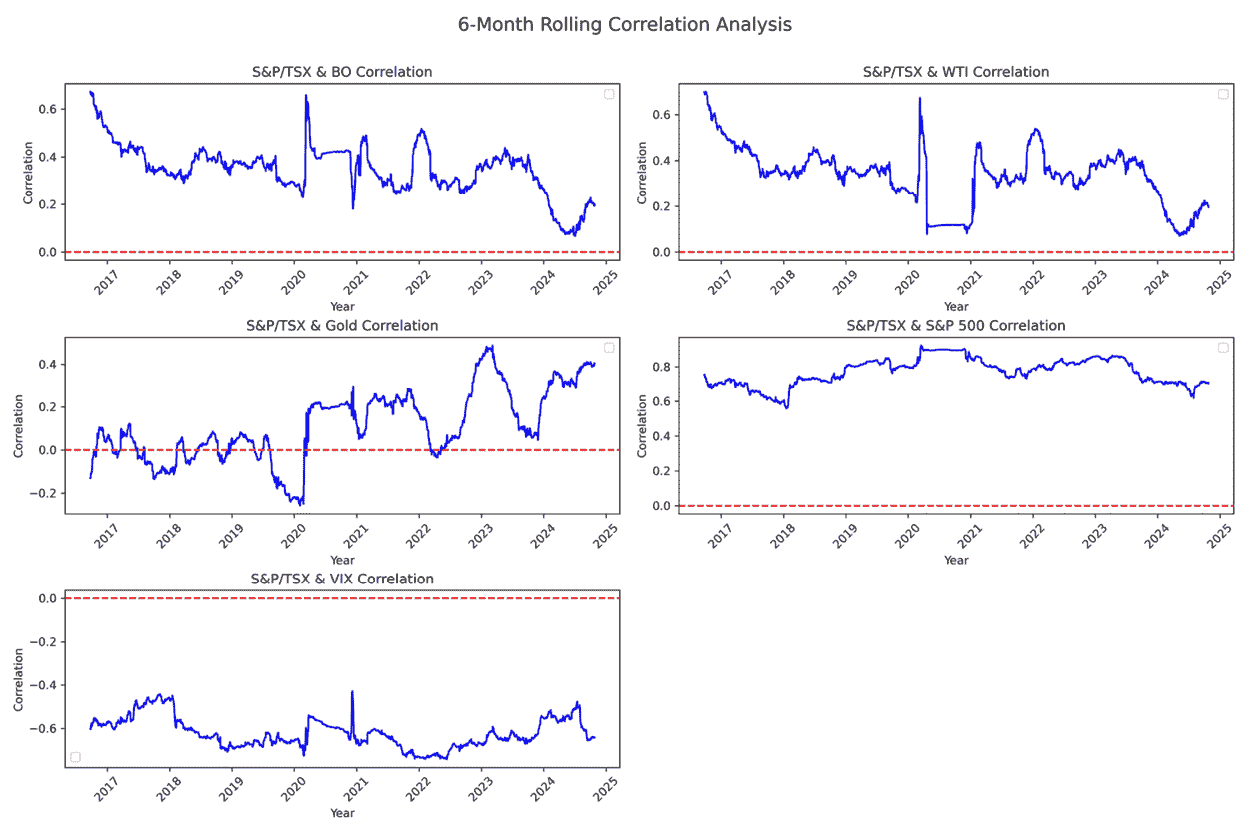 6-Month Rolling Correlation Analysis
S&P/TSX & BO Correlation
Correlation
0.6
0.4
0.2
0.0
2017 2018 2019 2020 2021 2022 2023 2024 2025
Year
S&P/TSX & WTI Correlation
Correlation
0.6
0.4
0.2
0.0
2017 2018 2019 2020 2021 2022 2023 2024 2025
Year
S&P/TSX & Gold Correlation
Correlation
0.4
0.2
0.0
−0.2
2017 2018 2019 2020 2021 2022 2023 2024 2025
Year
S&P/TSX & S&P 500 Correlation
Correlation
0.8
0.6
0.4
0.2
0.0
2017 2018 2019 2020 2021 2022 2023 2024 2025
Year
S&P/TSX & VIX Correlation
Correlation
0.0
−0.2
−0.4
−0.6
2017 2018 2019 2020 2021 2022 2023 2024 2025
Year